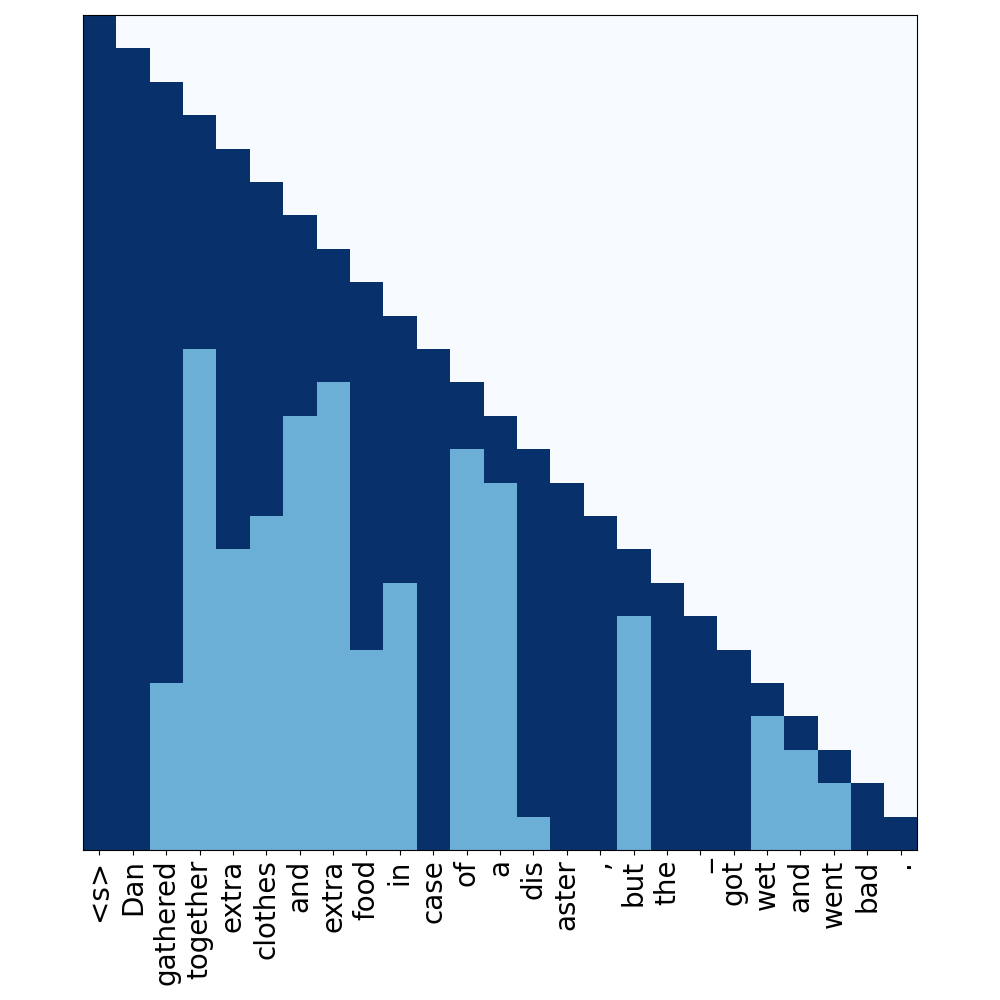 <s> Dan gathered together extra clothes and extra food in case of a dis aster , but the _ got wet and went bad .